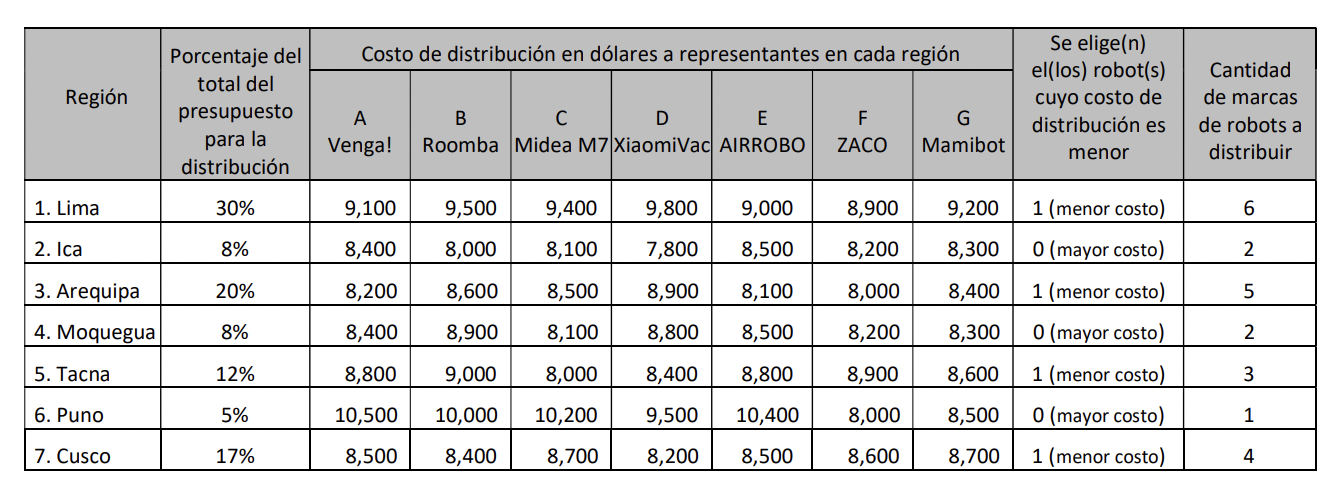 Región
Porcentaje del
total del
presupuesto
para la
distribución
Costo de distribución en dólares a representantes en cada región
A
Venga!
B
Roomba
C
Midea M7
D
XiaomiVac
E
AIRROBO
F
ZACO
G
Mamibot
Se elige(n)
el(los) robot(s)
cuyo costo de
distribución es
menor
Cantidad
de marcas
de robots a
distribuir
1. Lima 30% 9,100 9,500 9,400 9,800 9,000 8,900 9,200 1 (menor costo) 6
2. Ica 8% 8,400 8,000 8,100 7,800 8,500 8,200 8,300 0 (mayor costo) 2
3. Arequipa 20% 8,200 8,600 8,500 8,900 8,100 8,000 8,400 1 (menor costo) 5
4. Moquegua 8% 8,400 8,900 8,100 8,800 8,500 8,200 8,300 0 (mayor costo) 2
5. Tacna 12% 8,800 9,000 8,000 8,400 8,800 8,900 8,600 1 (menor costo) 3
6. Puno 5% 10,500 10,000 10,200 9,500 10,400 8,000 8,500 0 (mayor costo) 1
7. Cusco 17% 8,500 8,400 8,700 8,200 8,500 8,600 8,700 1 (menor costo) 4